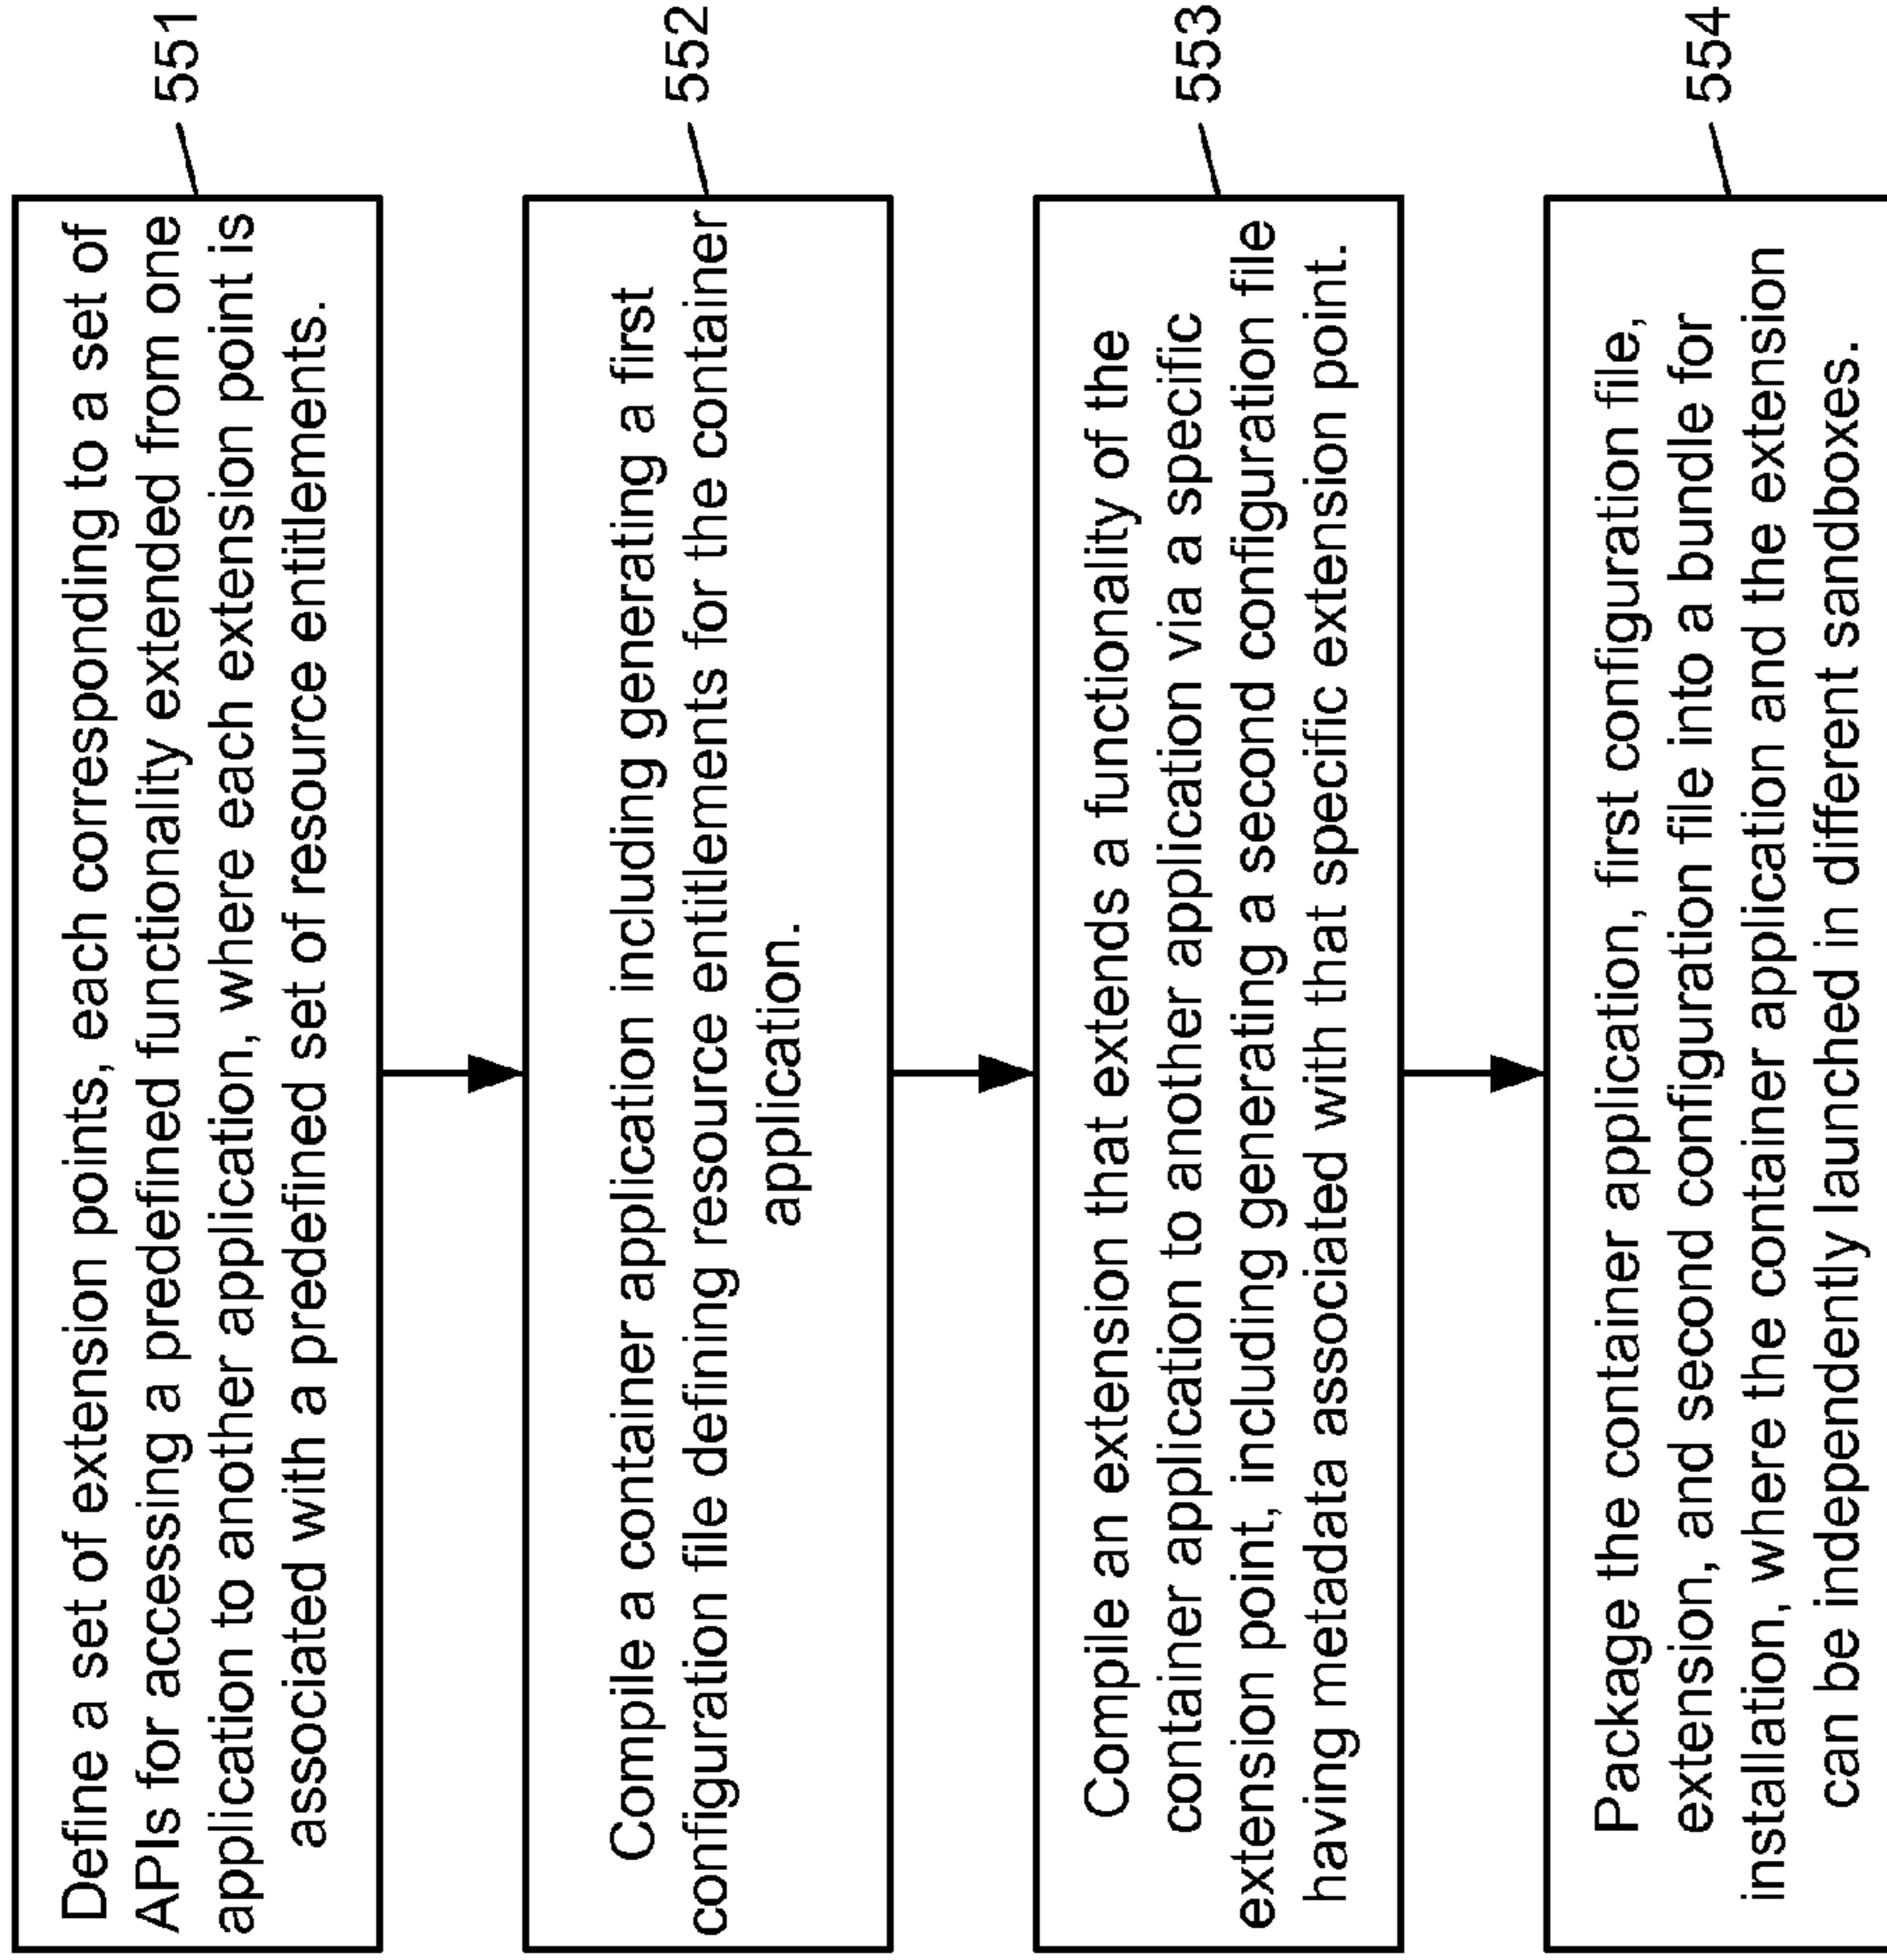 Define a set of extension points, each corresponding to a set of
APIs for accessing a predefined functionality extended from one
application to another application, where each extension point is
associated with a predefined set of resource entitlements.
551
Compile a container application including generating a first
configuration file defining resource entitlements for the container
application.
552
Compile an extension that extends a functionality of the
container application to another application via a specific
extension point, including generating a second configuration file
having metadata associated with that specific extension point.
553
Package the container application, first configuration file,
extension, and second configuration file into a bundle for
installation, where the container application and the extension
can be independently launched in different sandboxes.
554